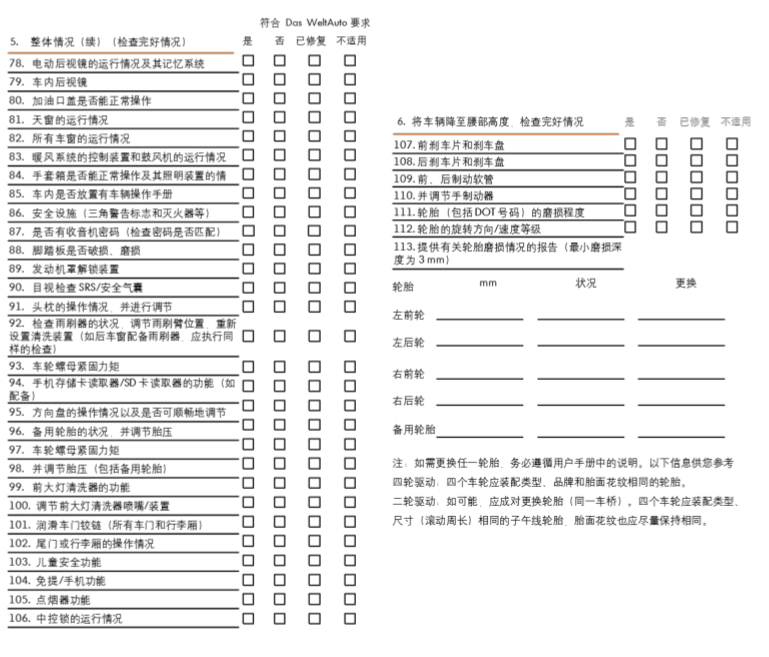 符合 Das WeltAuto 要求
5. 整体情况（续）（检查完好情况） 是 否 已修复 不适用
78. 电动后视镜的运行情况及其记忆系统
79. 车内后视镜
80. 加油口盖是否能正常操作
81. 天窗的运行情况
82. 所有车窗的运行情况
83. 暖风系统的控制装置和鼓风机的运行情况
84. 手套箱是否能正常操作及其照明装置的情
85. 车内是否放置有车辆操作手册
86. 安全设施（三角警告标志和灭火器等）
87. 是否有收音机密码（检查密码是否匹配）
88. 脚踏板是否破损、磨损
89. 发动机罩解锁装置
90. 目视检查 SRS/安全气囊
91. 头枕的操作情况，并进行调节
92. 检查雨刷器的状况，调节雨刷臂位置，重新
设置清洗装置（如后车窗配备雨刷器，应执行同
样的检查）
93. 车轮螺母紧固力矩
94. 手机存储卡读取器/SD 卡读取器的功能（如
配备）
95. 方向盘的操作情况以及是否可顺畅地调节
96. 备用轮胎的状况，并调节胎压
97. 车轮螺母紧固力矩
98. 并调节胎压（包括备用轮胎）
99. 前大灯清洗器的功能
100. 调节前大灯清洗器喷嘴/装置
101. 润滑车门铰链（所有车门和行李厢）
102. 尾门或行李厢的操作情况
103. 儿童安全功能
104. 免提/手机功能
105. 点烟器功能
106. 中控锁的运行情况
6. 将车辆降至腰部高度，检查完好情况 是 否 已修复 不适用
107. 前刹车片和刹车盘
108. 后刹车片和刹车盘
109. 前、后制动软管
110. 并调节手制动器
111. 轮胎（包括 DOT 号码）的磨损程度
112. 轮胎的旋转方向/速度等级
113. 提供有关轮胎磨损情况的报告（最小磨损深
度为 3 mm）
轮胎 mm 状况 更换
左前轮
左后轮
右前轮
右后轮
备用轮胎
注：如需更换任一轮胎，务必遵循用户手册中的说明。以下信息供您参考
四轮驱动：四个车轮应装配类型、品牌和胎面花纹相同的轮胎。
二轮驱动：如可能，应成对更换轮胎（同一车桥）。四个车轮应装配类型、
尺寸（滚动周长）相同的子午线轮胎，胎面花纹也应尽量保持相同。